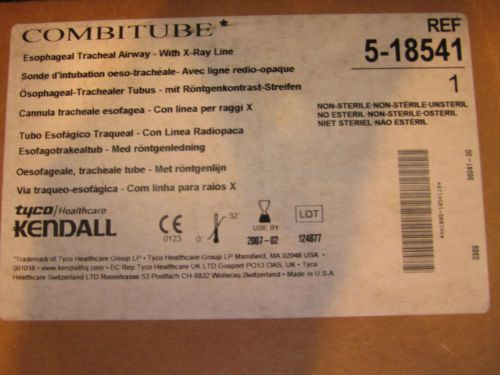 COMBITUBE*
REF
5-18541
1
Esophageal Tracheal Airway - With X-Ray Line
Sonde d'intubation oeso-trachéale- Avec ligne redio-opaque
Ösophageal-Trachealer Tubus - mit Röntgenkontrast-Streifen
Cannula tracheale esofagea - Con linea per raggi X
Tubo Esofágico Traqueal - Con Linea Radiopaca
Esofagotrakealtub - Med röntgenledning
Oesofageale, tracheale tube - Met röntgenlijn
Via traqueo-esofágica - Com linha para raios X
NON-STERILE·NON-STÉRILE·UNSTERIL
NO ESTERIL·NON-STERILE·OSTERIL
NIET STERIEL·NÃO ESTÉRIL
tyco / Healthcare
KENDALL
CE
0123
0°
32°
USE BY
2007-02
LOT
124877
*Trademark of Tyco Healthcare Group LP • Tyco Healthcare Group LP Mansfield, MA 02048 USA •
001018 • www.kendallhq.com • EC Rep Tyco Healthcare UK LTD Gosport PO13 0AS, UK • Tyco
Healthcare Switzerland LTD Roosstrasse 53 Postfach CH-8832 Wollerau Switzerland • Made in U.S.A.
0369